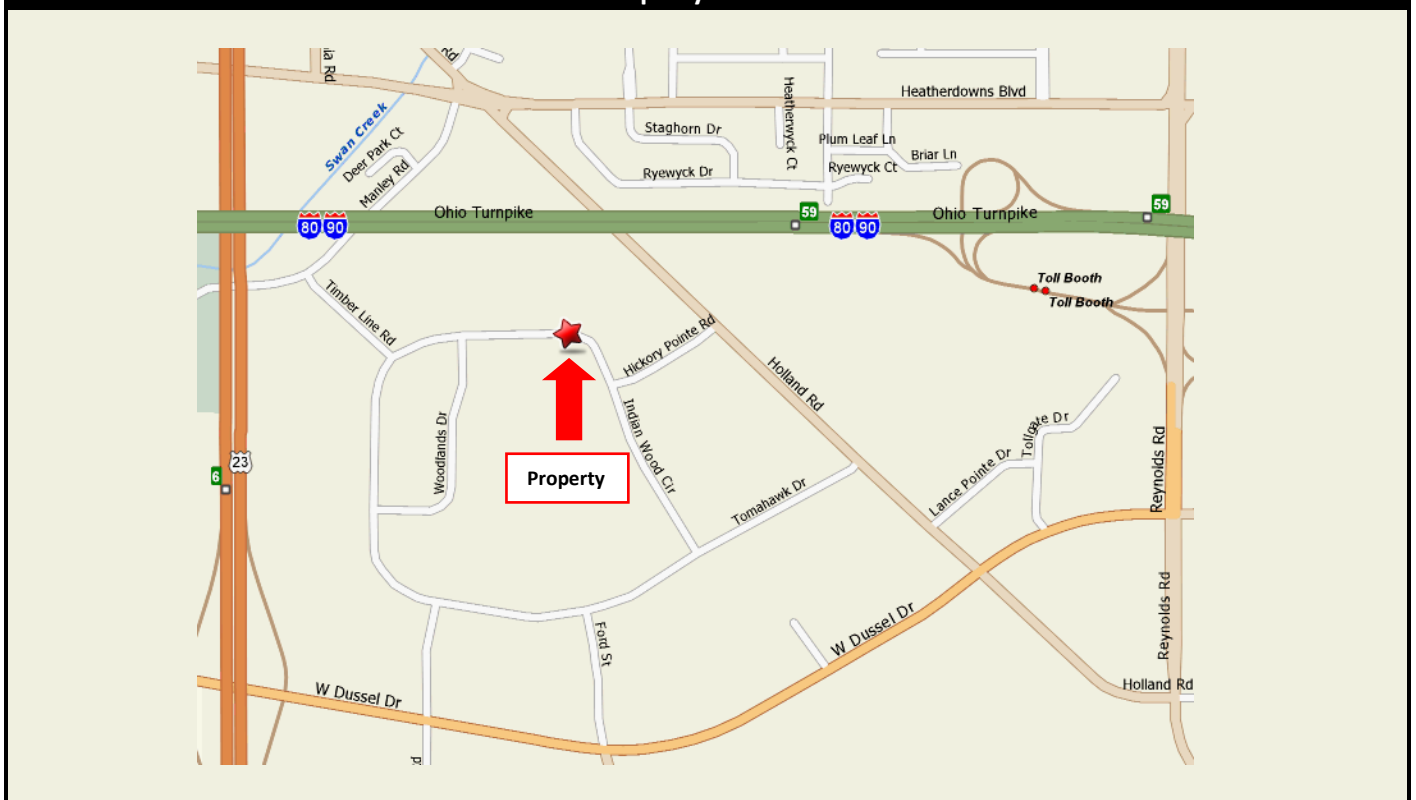 Rd
ia Rd
Heatherdowns Blvd
Swan Creek
Staghorn Dr
Heatherwyck Ct
Plum Leaf Ln
Briar Ln
Deer Park Ct
Manley Rd
Ryewyck Dr
Ryewyck Ct
Ohio Turnpike
59
Ohio Turnpike
59
80
90
80
90
Toll Booth
Toll Booth
Timber Line Rd
Hickory Pointe Rd
Holland Rd
Woodlands Dr
Indian Wood Cir
Tollgate Dr
Reynolds Rd
23
6
Property
Lance Pointe Dr
Tomahawk Dr
W Dussel Dr
Ford St
Reynolds Rd
W Dussel Dr
Holland Rd